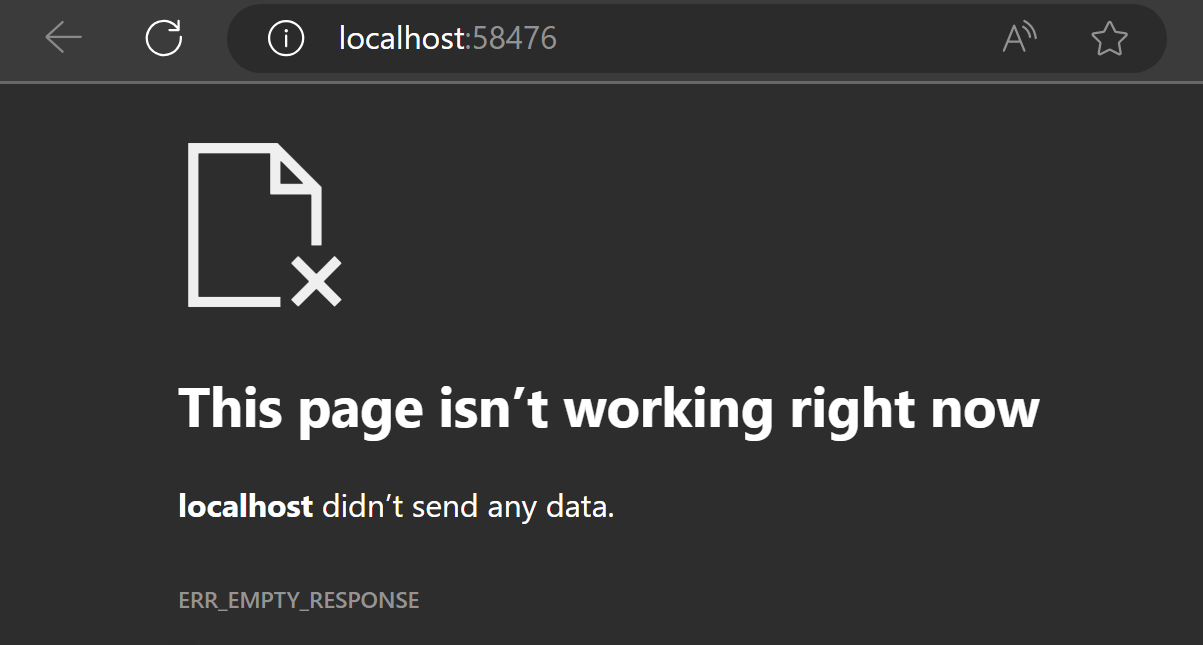 localhost:58476
This page isn’t working right now
localhost didn’t send any data.
ERR_EMPTY_RESPONSE